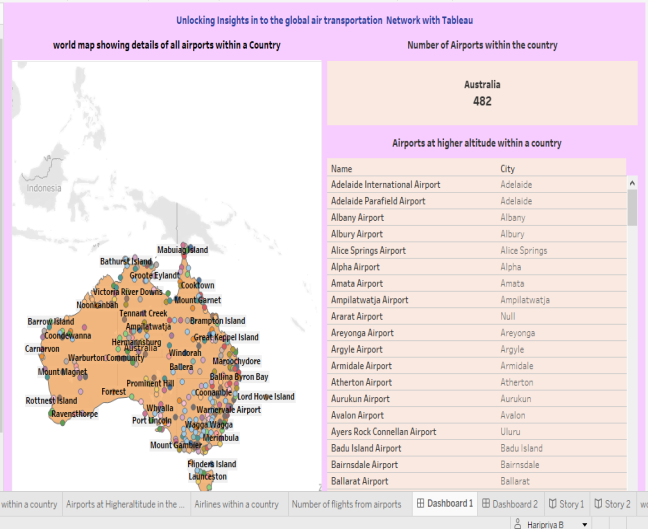 Unlocking Insights in to the global air transportation Network with Tableau
world map showing details of all airports within a Country
Number of Airports within the country
Australia
482
Airports at higher altitude within a country
Name City
Adelaide International Airport Adelaide
Adelaide Parafield Airport Adelaide
Albany Airport Albany
Albury Airport Albury
Alice Springs Airport Alice Springs
Alpha Airport Alpha
Amata Airport Amata
Ampilatwatja Airport Ampilatwatja
Ararat Airport Null
Areyonga Airport Areyonga
Argyle Airport Argyle
Armidale Airport Armidale
Atherton Airport Atherton
Aurukun Airport Aurukun
Avalon Airport Avalon
Ayers Rock Connellan Airport Uluru
Badu Island Airport Badu Island
Bairnsdale Airport Bairnsdale
Ballarat Airport Ballarat
Indonesia
Mabuiag Island
Bathurst Island
Groote Eylandt
Cooktown
Victoria River Downs
Mount Garnet
Noonkanbah
Tennant Creek
Barrow Island
Ampilatwatja
Brampton Island
Coondewanna
Hermannsburg
Great Keppel Island
Carnarvon
Australia
Windorah
Warburton Community
Maroochydore
Mount Magnet
Ballera
Prominent Hill
Ballina Byron Bay
Forrest
Coonamble
Lord Howe Island
Rottnest Island
Whyalla
Warnervale Airport
Ravensthorpe
Port Lincoln
Wagga Wagga
Merimbula
Mount Gambier
Flinders Island
Launceston
within a country Airports at Higheraltitude in the ... Airlines within a country Number of flights from airports Dashboard 1 Dashboard 2 Story 1 Story 2
Haripriya B